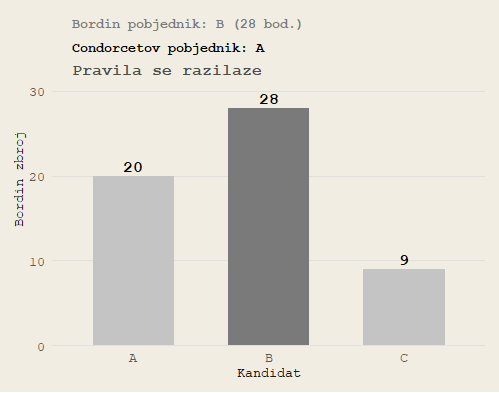 Bordin pobjednik: B (28 bod.)
Condorcetov pobjednik: A
Pravila se razilaze
Bordin zbroj
30
20
10
0
20
28
9
A
B
C
Kandidat